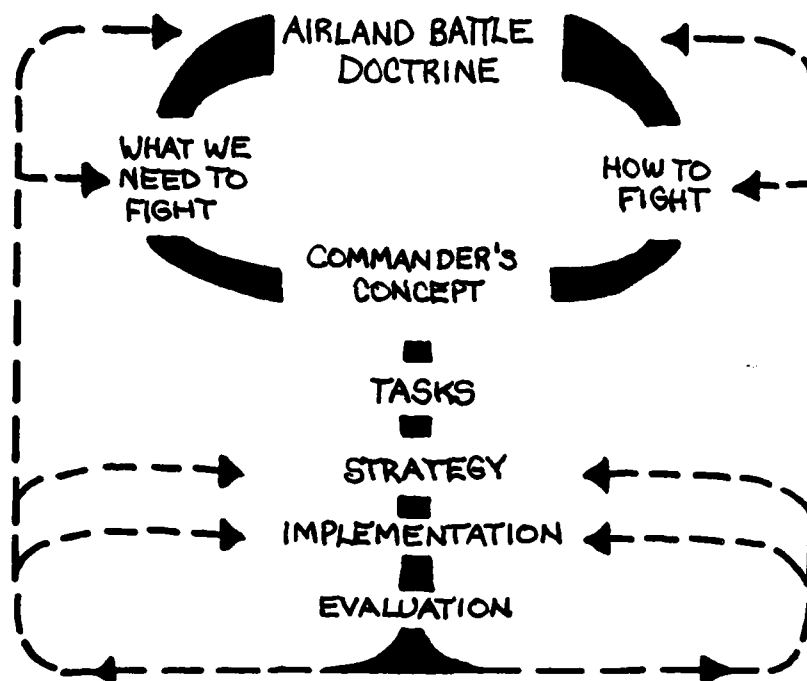 AIRLAND BATTLE
DOCTRINE
WHAT WE
NEED TO
FIGHT
HOW TO
FIGHT
COMMANDER'S
CONCEPT
TASKS
STRATEGY
IMPLEMENTATION
EVALUATION